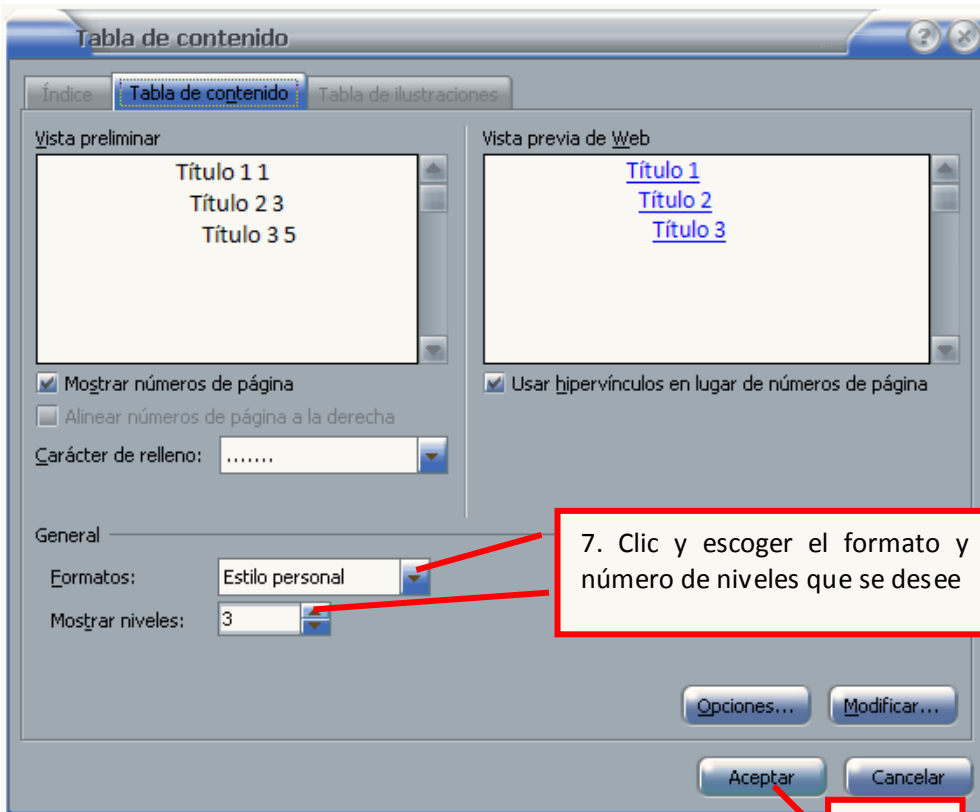 Tabla de contenido
Índice
Tabla de contenido
Tabla de ilustraciones
Vista preliminar
Título 1 1
Título 2 3
Título 3 5
Vista previa de Web
Título 1
Título 2
Título 3
Mostrar números de página
Alinear números de página a la derecha
Carácter de relleno: .......
Usar hipervínculos en lugar de números de página
General
Formatos: Estilo personal
Mostrar niveles: 3
7. Clic y escoger el formato y
número de niveles que se desee
Opciones...
Modificar...
Aceptar
Cancelar